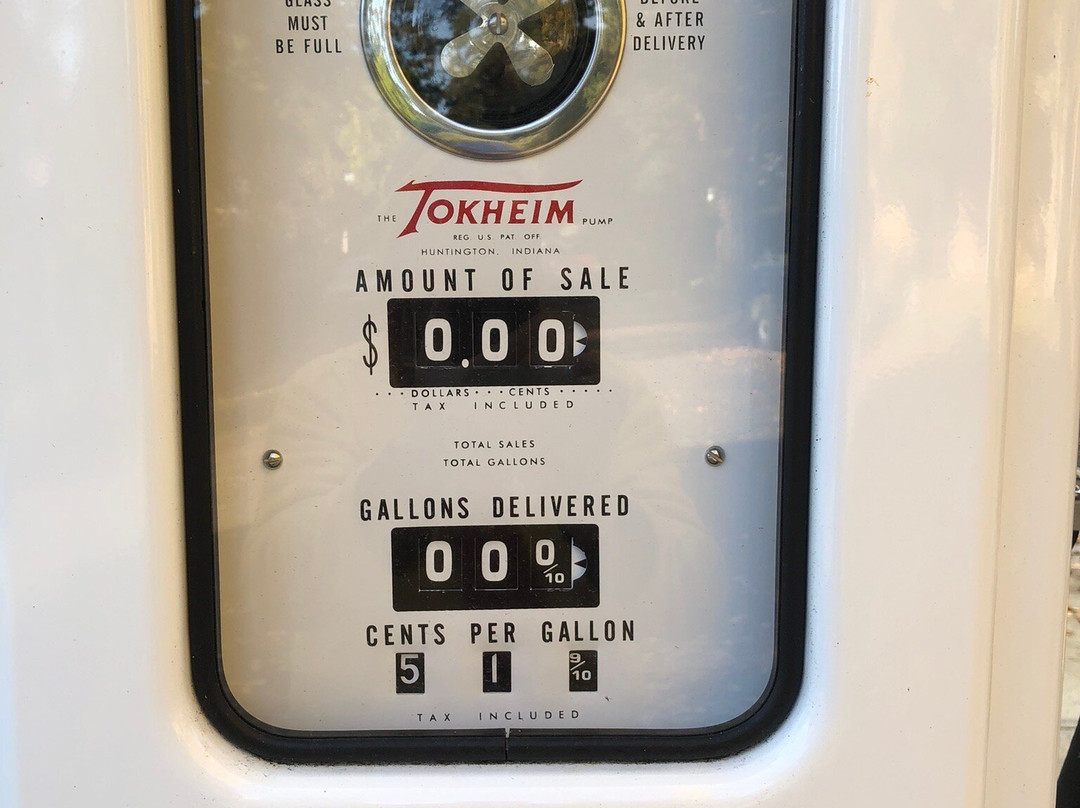 GLASS
MUST
BE FULL
BEFORE
& AFTER
DELIVERY
THE TOKHEIM PUMP
REG. U.S. PAT. OFF.
HUNTINGTON, INDIANA
AMOUNT OF SALE
$ 0.00
DOLLARS CENTS
TAX INCLUDED
TOTAL SALES
TOTAL GALLONS
GALLONS DELIVERED
0 0 0/10
CENTS PER GALLON
5 1 9/10
TAX INCLUDED